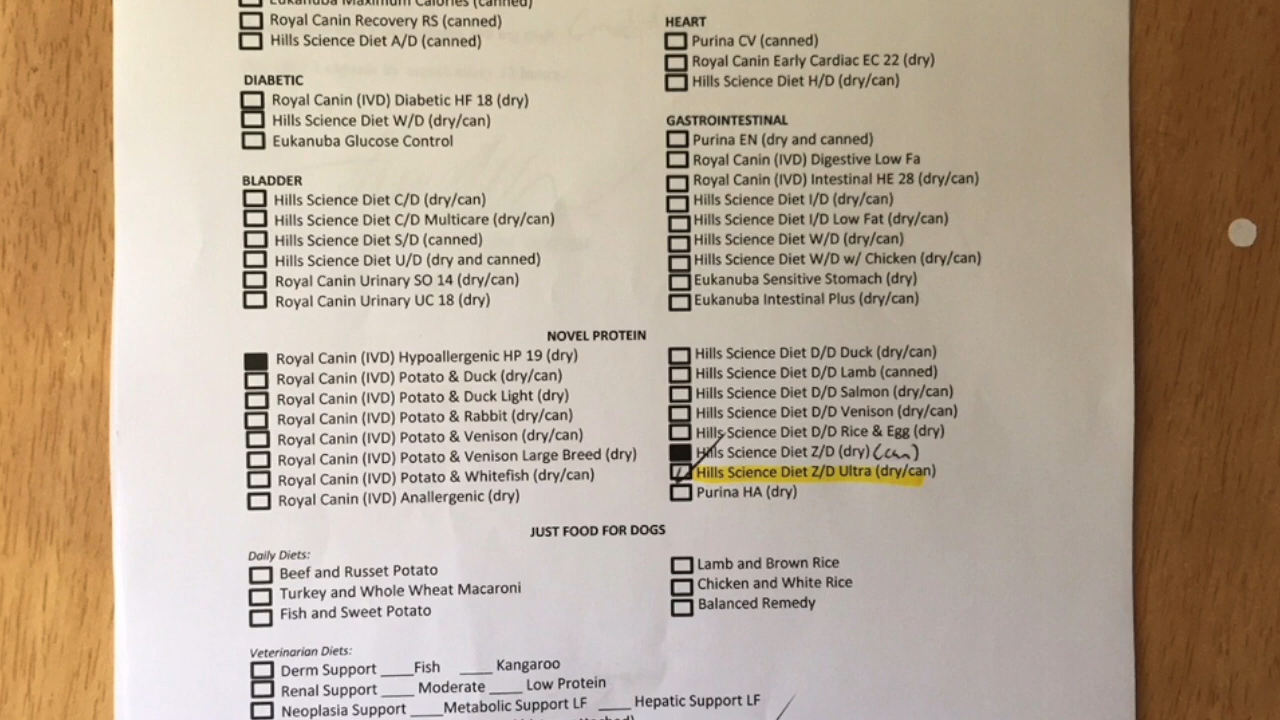 Eukanuba Maximum Calories (canned)
Royal Canin Recovery RS (canned)
Hills Science Diet A/D (canned)
DIABETIC
Royal Canin (IVD) Diabetic HF 18 (dry)
Hills Science Diet W/D (dry/can)
Eukanuba Glucose Control
BLADDER
Hills Science Diet C/D (dry/can)
Hills Science Diet C/D Multicare (dry/can)
Hills Science Diet S/D (canned)
Hills Science Diet U/D (dry and canned)
Royal Canin Urinary SO 14 (dry/can)
Royal Canin Urinary UC 18 (dry)
HEART
Purina CV (canned)
Royal Canin Early Cardiac EC 22 (dry)
Hills Science Diet H/D (dry/can)
GASTROINTESTINAL
Purina EN (dry and canned)
Royal Canin (IVD) Digestive Low Fa
Royal Canin (IVD) Intestinal HE 28 (dry/can)
Hills Science Diet I/D (dry/can)
Hills Science Diet I/D Low Fat (dry/can)
Hills Science Diet W/D (dry/can)
Hills Science Diet W/D w/ Chicken (dry/can)
Eukanuba Sensitive Stomach (dry)
Eukanuba Intestinal Plus (dry/can)
NOVEL PROTEIN
Royal Canin (IVD) Hypoallergenic HP 19 (dry)
Royal Canin (IVD) Potato & Duck (dry/can)
Royal Canin (IVD) Potato & Duck Light (dry)
Royal Canin (IVD) Potato & Rabbit (dry/can)
Royal Canin (IVD) Potato & Venison (dry/can)
Royal Canin (IVD) Potato & Venison Large Breed (dry)
Royal Canin (IVD) Potato & Whitefish (dry/can)
Royal Canin (IVD) Anallergenic (dry)
Hills Science Diet D/D Duck (dry/can)
Hills Science Diet D/D Lamb (canned)
Hills Science Diet D/D Salmon (dry/can)
Hills Science Diet D/D Venison (dry/can)
Hills Science Diet D/D Rice & Egg (dry)
Hills Science Diet Z/D (dry) (can)
Hills Science Diet Z/D Ultra (dry/can)
Purina HA (dry)
JUST FOOD FOR DOGS
Daily Diets:
Beef and Russet Potato
Turkey and Whole Wheat Macaroni
Fish and Sweet Potato
Lamb and Brown Rice
Chicken and White Rice
Balanced Remedy
Veterinarian Diets:
Derm Support ____Fish ____ Kangaroo
Renal Support ____ Moderate ____ Low Protein
Neoplasia Support ____Metabolic Support LF ____ Hepatic Support LF